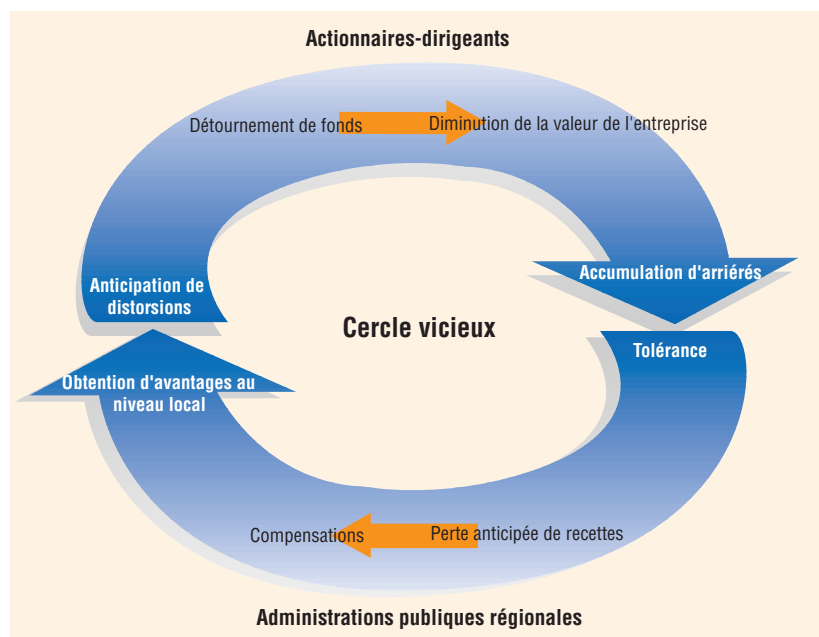 Actionnaires-dirigeants
Détournement de fonds
Diminution de la valeur de l'entreprise
Anticipation de
distorsions
Accumulation d'arriérés
Cercle vicieux
Tolérance
Obtention d'avantages au
niveau local
Compensations
Perte anticipée de recettes
Administrations publiques régionales